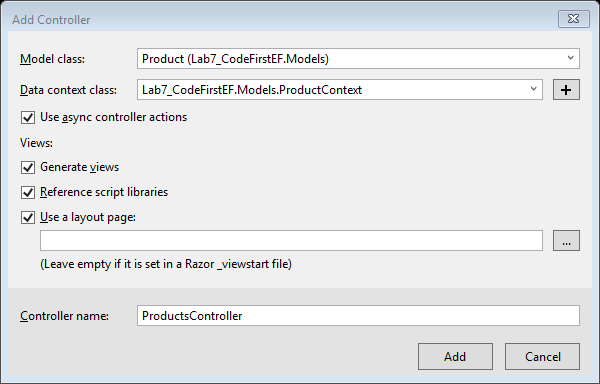 Add Controller
Model class: Product (Lab7_CodeFirstEF.Models)
Data context class: Lab7_CodeFirstEF.Models.ProductContext +
Use async controller actions
Views:
Generate views
Reference script libraries
Use a layout page:
...
(Leave empty if it is set in a Razor _viewstart file)
Controller name: ProductsController
Add Cancel